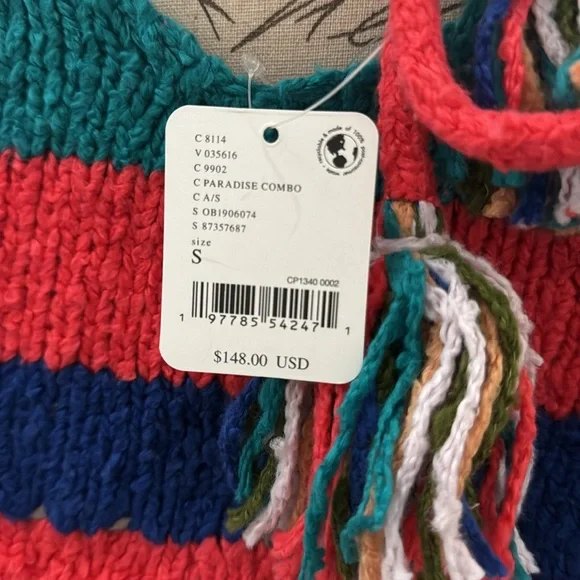 C 8114
V 035616
C 9902
C PARADISE COMBO
C A/S
S OB1906074
S 87357687
size
S
CP1340 0002
1 97785 54247 1
$148.00 USD